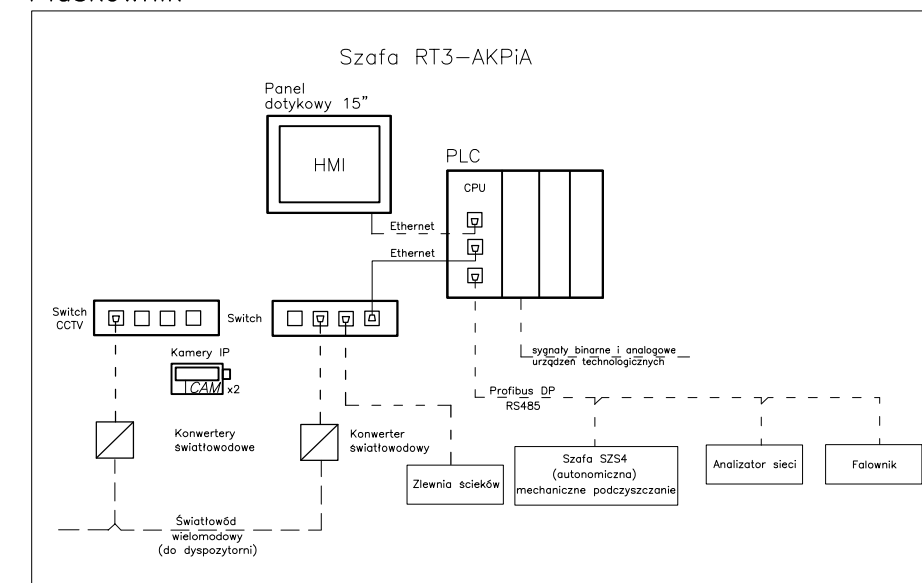 Szafa RT3-AKPiA
Panel
dotykowy 15"
HMI
PLC
CPU
Ethernet
Ethernet
Switch
CCTV
Switch
Kamery IP
CAM x2
sygnały binarne i analogowe
urządzeń technologicznych
Profibus DP
RS485
Konwertery
światłowodowe
Konwerter
światłowodowy
Zlewnia ścieków
Szafa SZS4
(autonomiczna)
mechaniczne podczyszczanie
Analizator sieci
Falownik
Światłowód
wielomodowy
(do dyspozytorni)